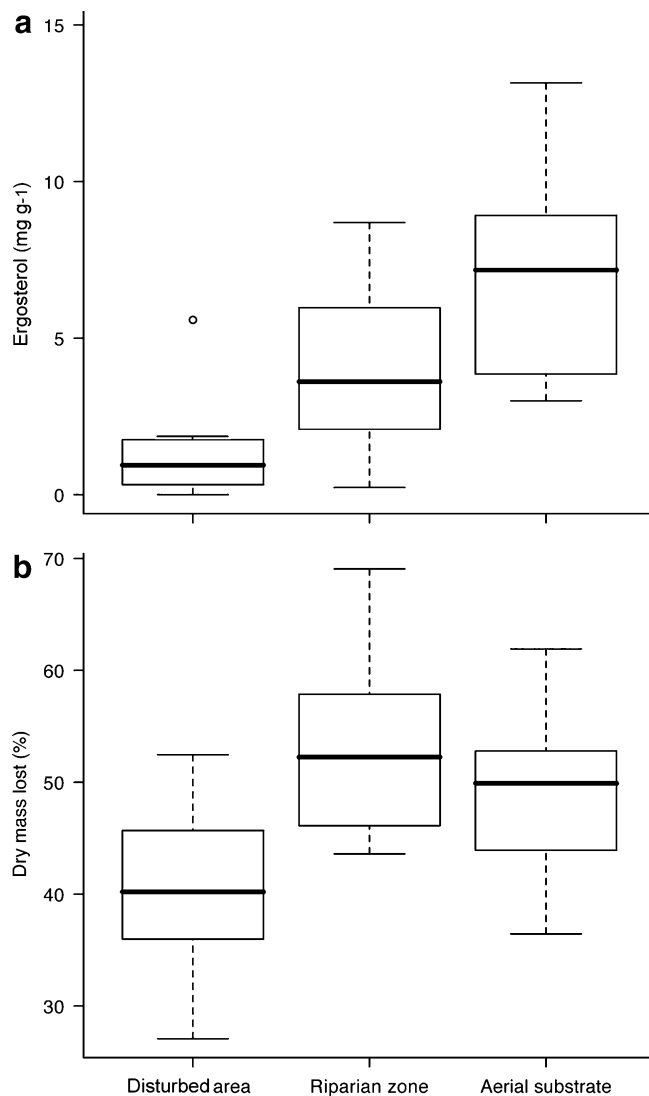 a
15
10
5
0
Ergosterol (mg g-1)
b
70
60
50
40
30
Dry mass lost (%)
Disturbed area Riparian zone Aerial substrate